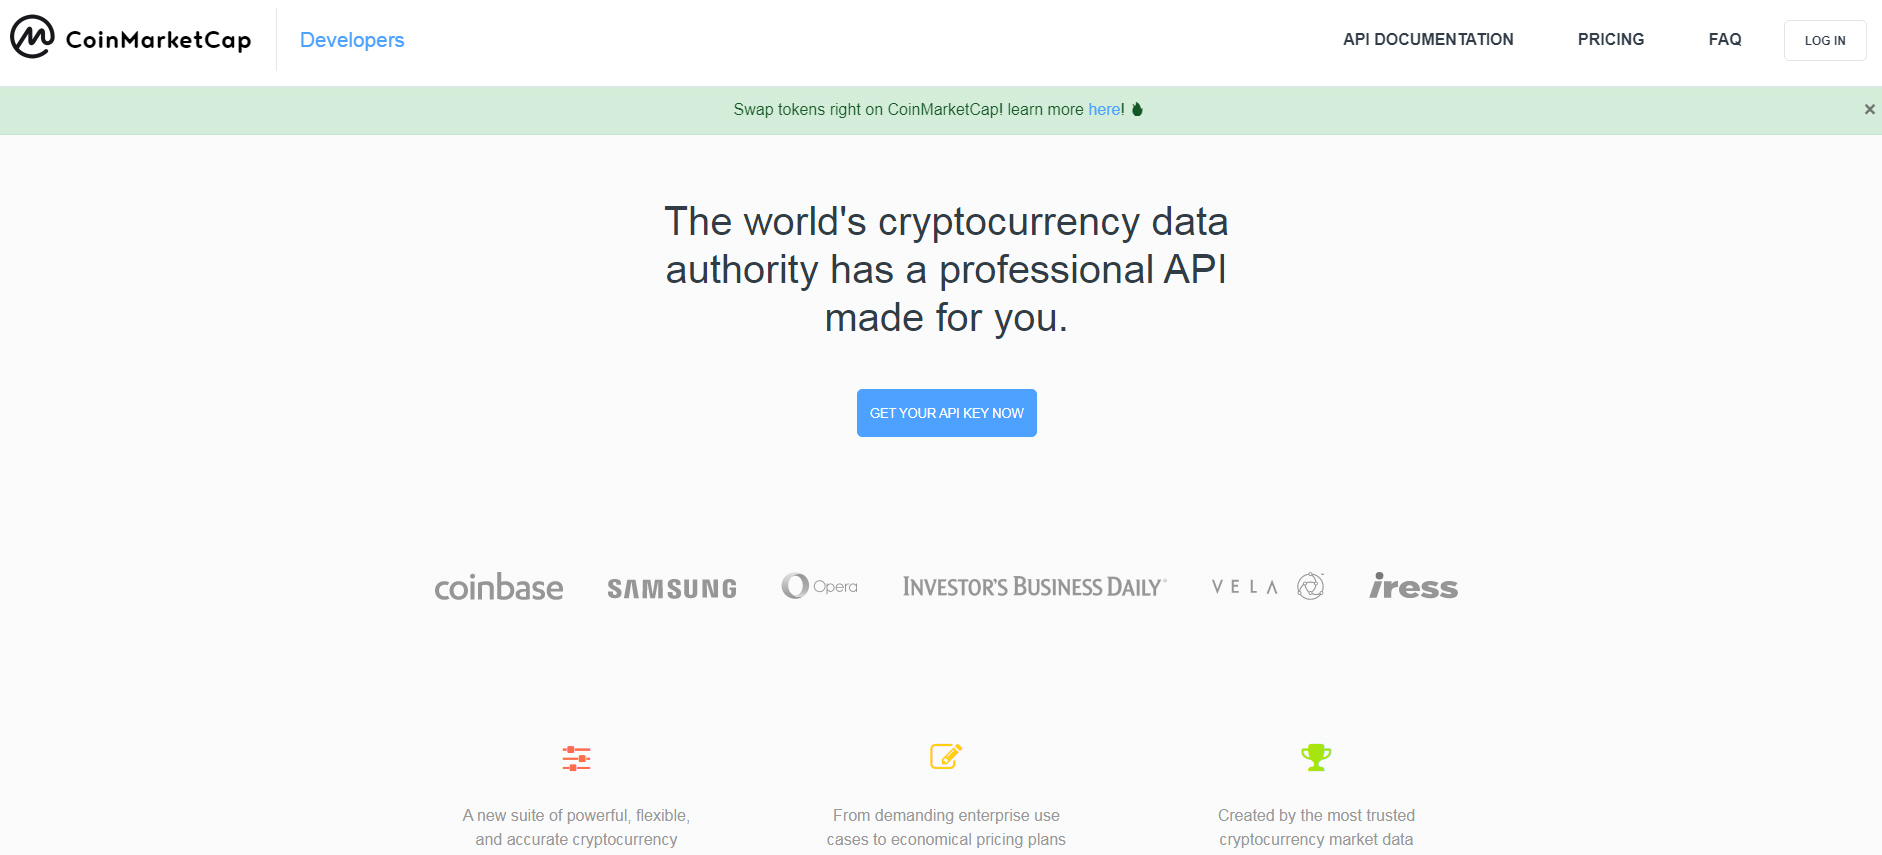 CoinMarketCap
Developers
API DOCUMENTATION
PRICING
FAQ
LOG IN
Swap tokens right on CoinMarketCap! learn more here!
×
The world's cryptocurrency data
authority has a professional API
made for you.
GET YOUR API KEY NOW
coinbase
SAMSUNG
Opera
INVESTOR'S BUSINESS DAILY®
VELA
iress
A new suite of powerful, flexible,
and accurate cryptocurrency
From demanding enterprise use
cases to economical pricing plans
Created by the most trusted
cryptocurrency market data